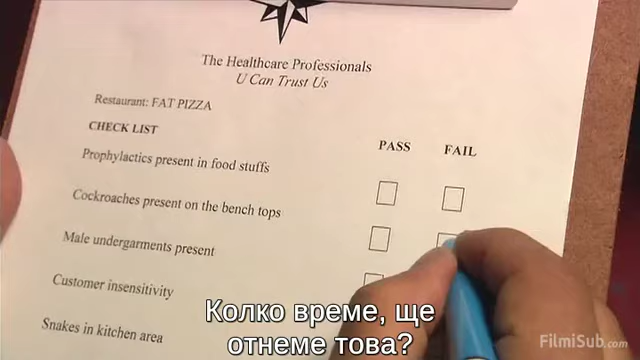 The Healthcare Professionals
U Can Trust Us
Restaurant: FAT PIZZA
CHECK LIST
PASS FAIL
Prophylactics present in food stuffs
Cockroaches present on the bench tops
Male undergarments present
Customer insensitivity
Snakes in kitchen area
Колко време, ще
отнеме това?
FilmiSub.com